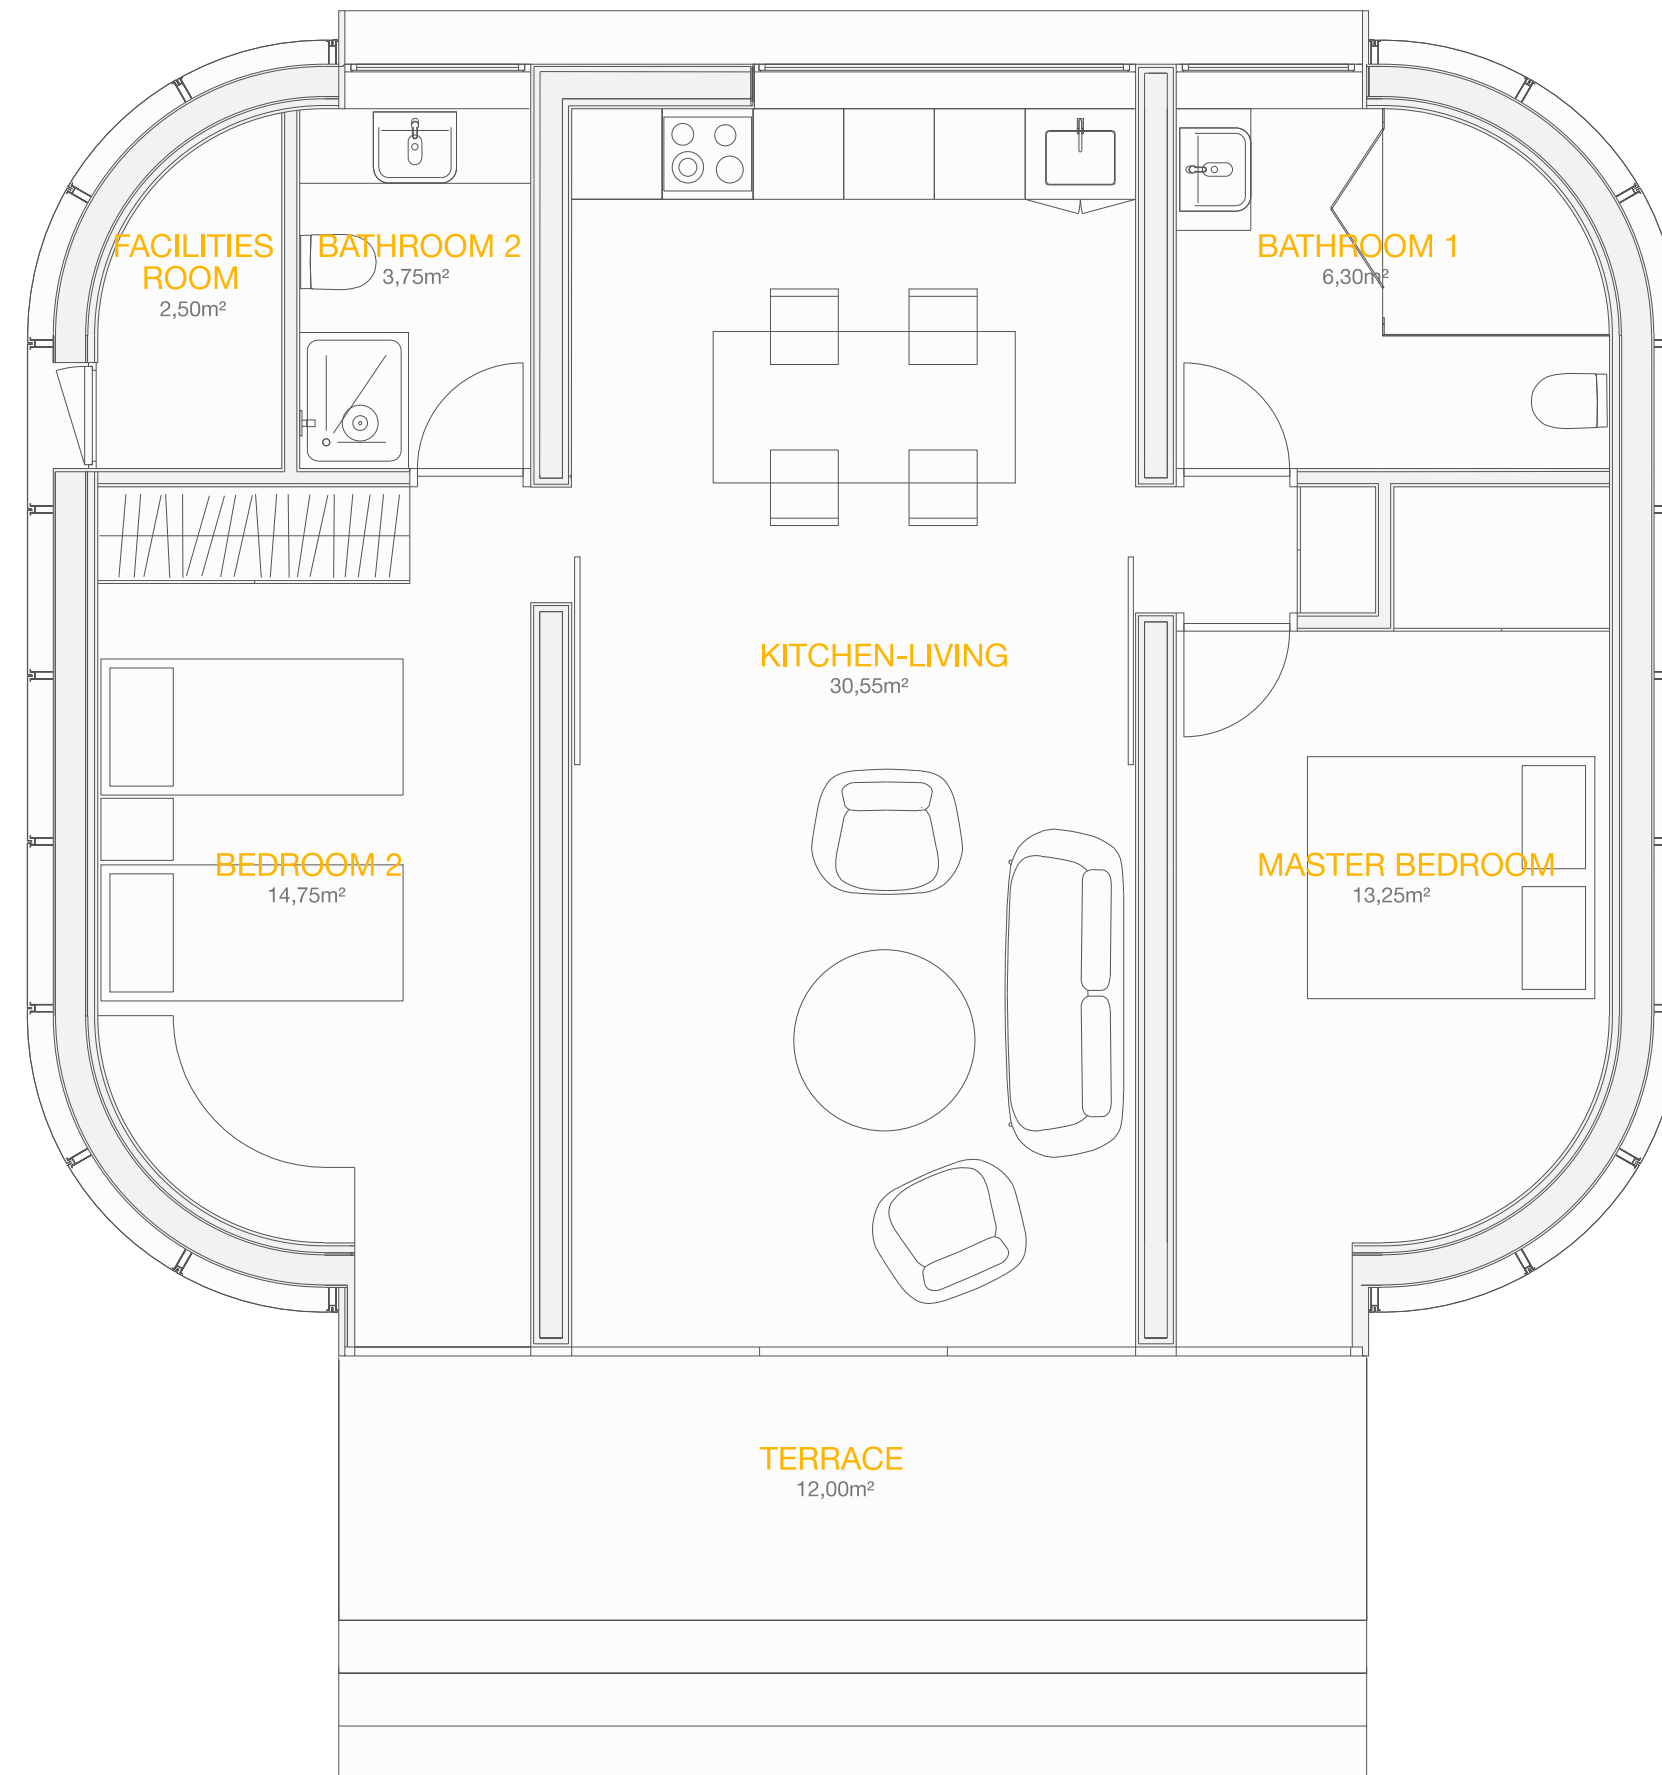 FACILITIES
ROOM
2,50m²
BATHROOM 2
3,75m²
BATHROOM 1
6,30m²
KITCHEN-LIVING
30,55m²
BEDROOM 2
14,75m²
MASTER BEDROOM
13,25m²
TERRACE
12,00m²